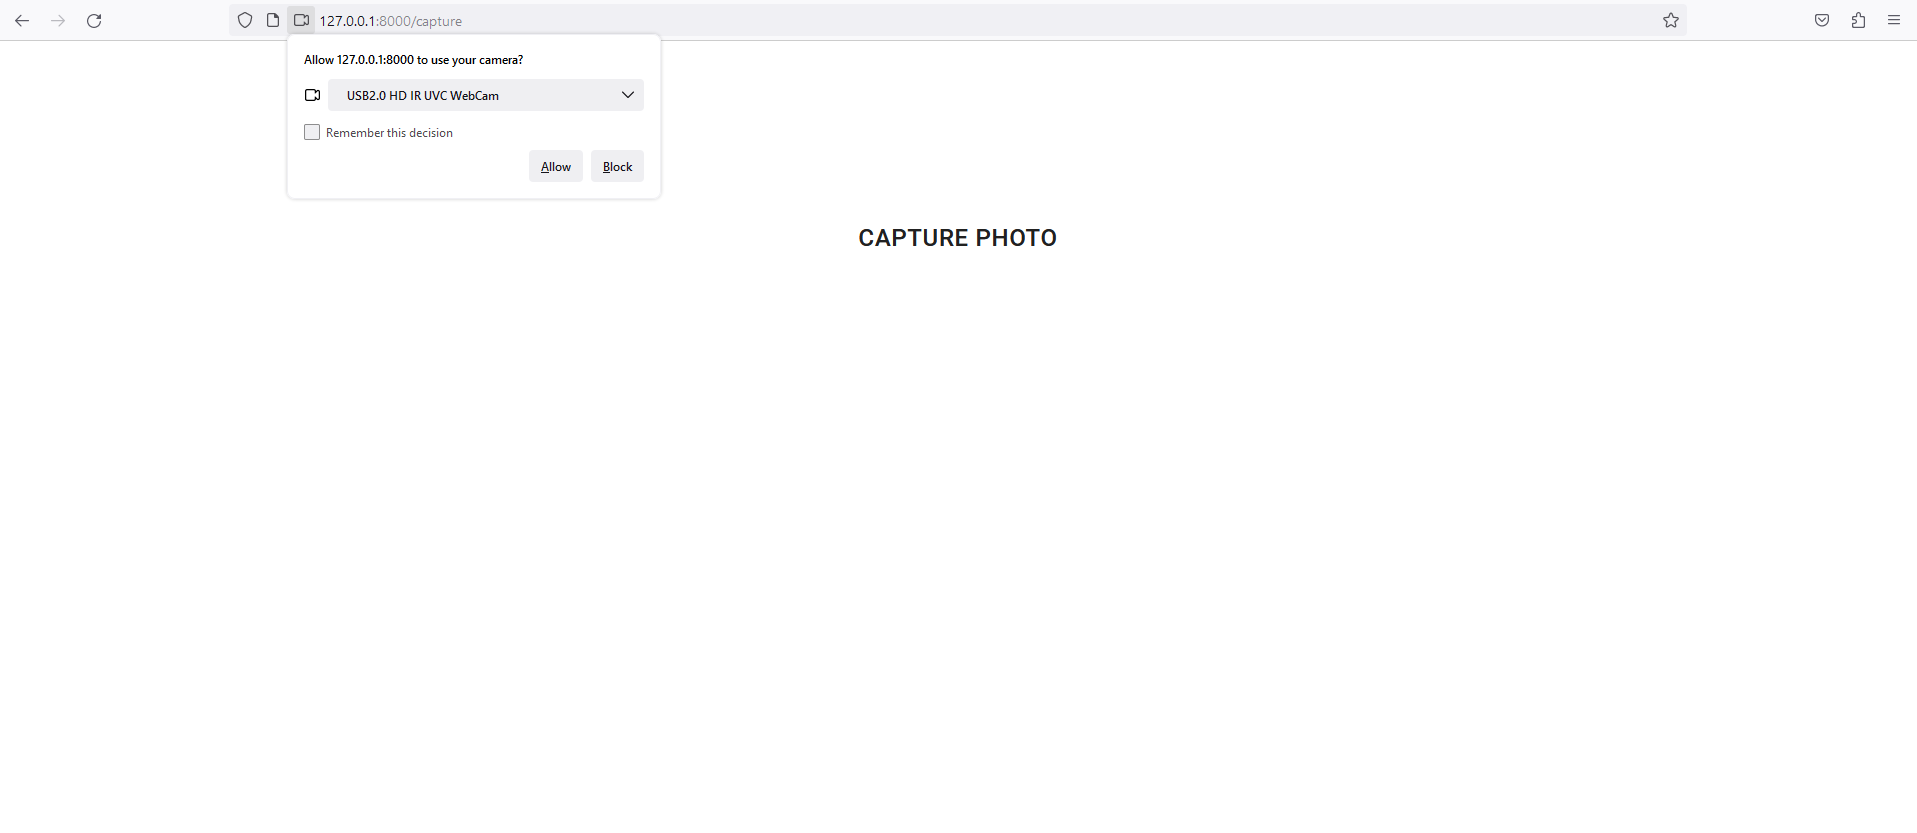 127.0.0.1:8000/capture
Allow 127.0.0.1:8000 to use your camera?
USB2.0 HD IR UVC WebCam
Remember this decision
Allow Block
CAPTURE PHOTO